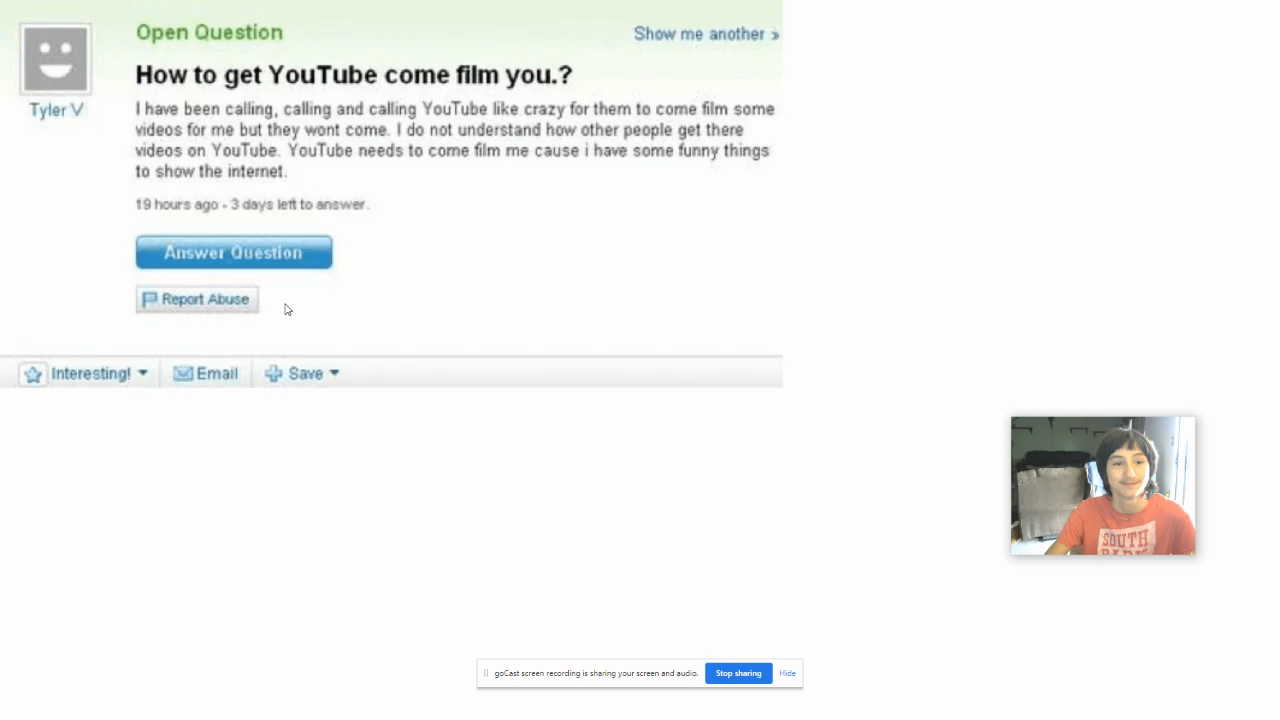 Open Question
Show me another »
How to get YouTube come film you.?
Tyler V
I have been calling, calling and calling YouTube like crazy for them to come film some
videos for me but they wont come. I do not understand how other people get there
videos on YouTube. YouTube needs to come film me cause i have some funny things
to show the internet.
19 hours ago - 3 days left to answer.
Answer Question
Report Abuse
Interesting! Email Save
SOUTH
PARK
goCast screen recording is sharing your screen and audio. Stop sharing Hide